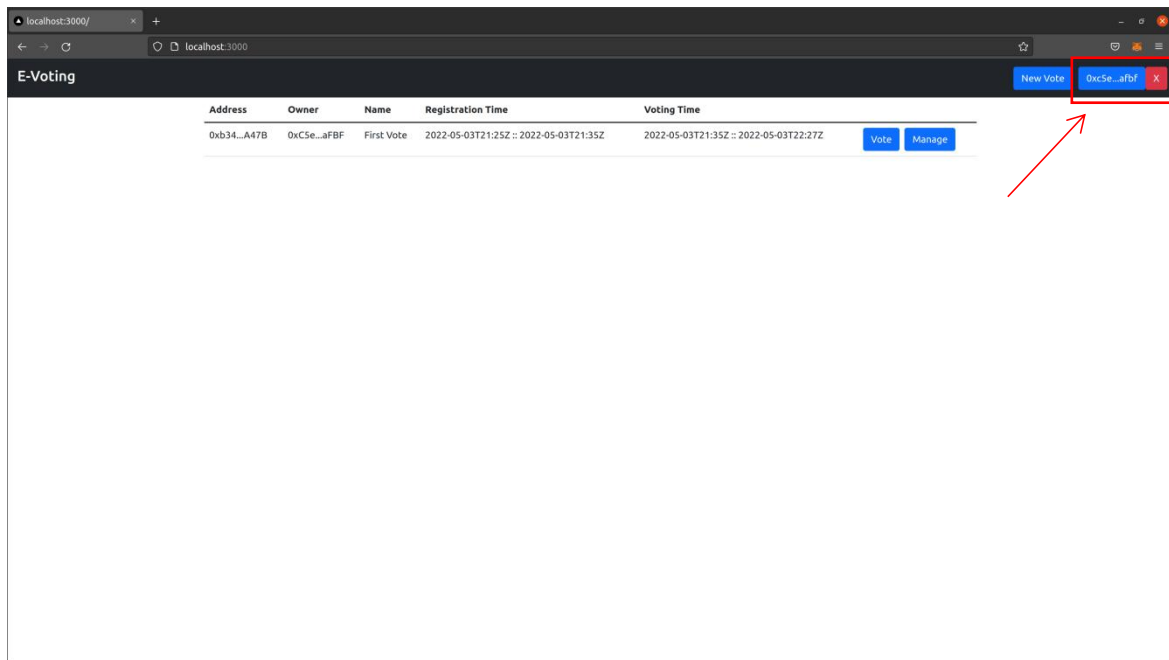 localhost:3000/
localhost:3000
E-Voting
New Vote 0xc5e...afbf X
Address Owner Name Registration Time Voting Time
0xb34...A47B 0xC5e...aFBF First Vote 2022-05-03T21:25Z :: 2022-05-03T21:35Z 2022-05-03T21:35Z :: 2022-05-03T22:27Z Vote Manage